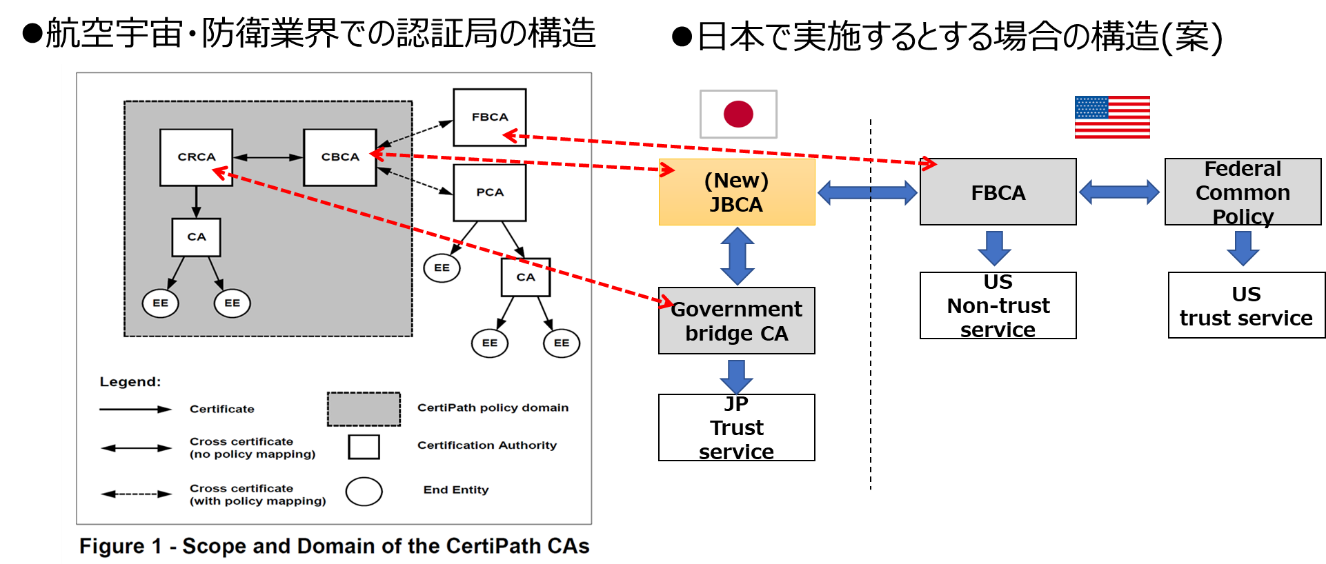 ●航空宇宙・防衛業界での認証局の構造
CRCA
CBCA
FBCA
PCA
CA
EE
EE
EE
CA
EE
EE
Legend:
Certificate
Cross certificate
(no policy mapping)
Cross certificate
(with policy mapping)
CertiPath policy domain
Certification Authority
End Entity
Figure 1 - Scope and Domain of the CertiPath CAs
●日本で実施するとする場合の構造(案)
(New)
JBCA
Government
bridge CA
JP
Trust
service
FBCA
US
Non-trust
service
Federal
Common
Policy
US
trust service